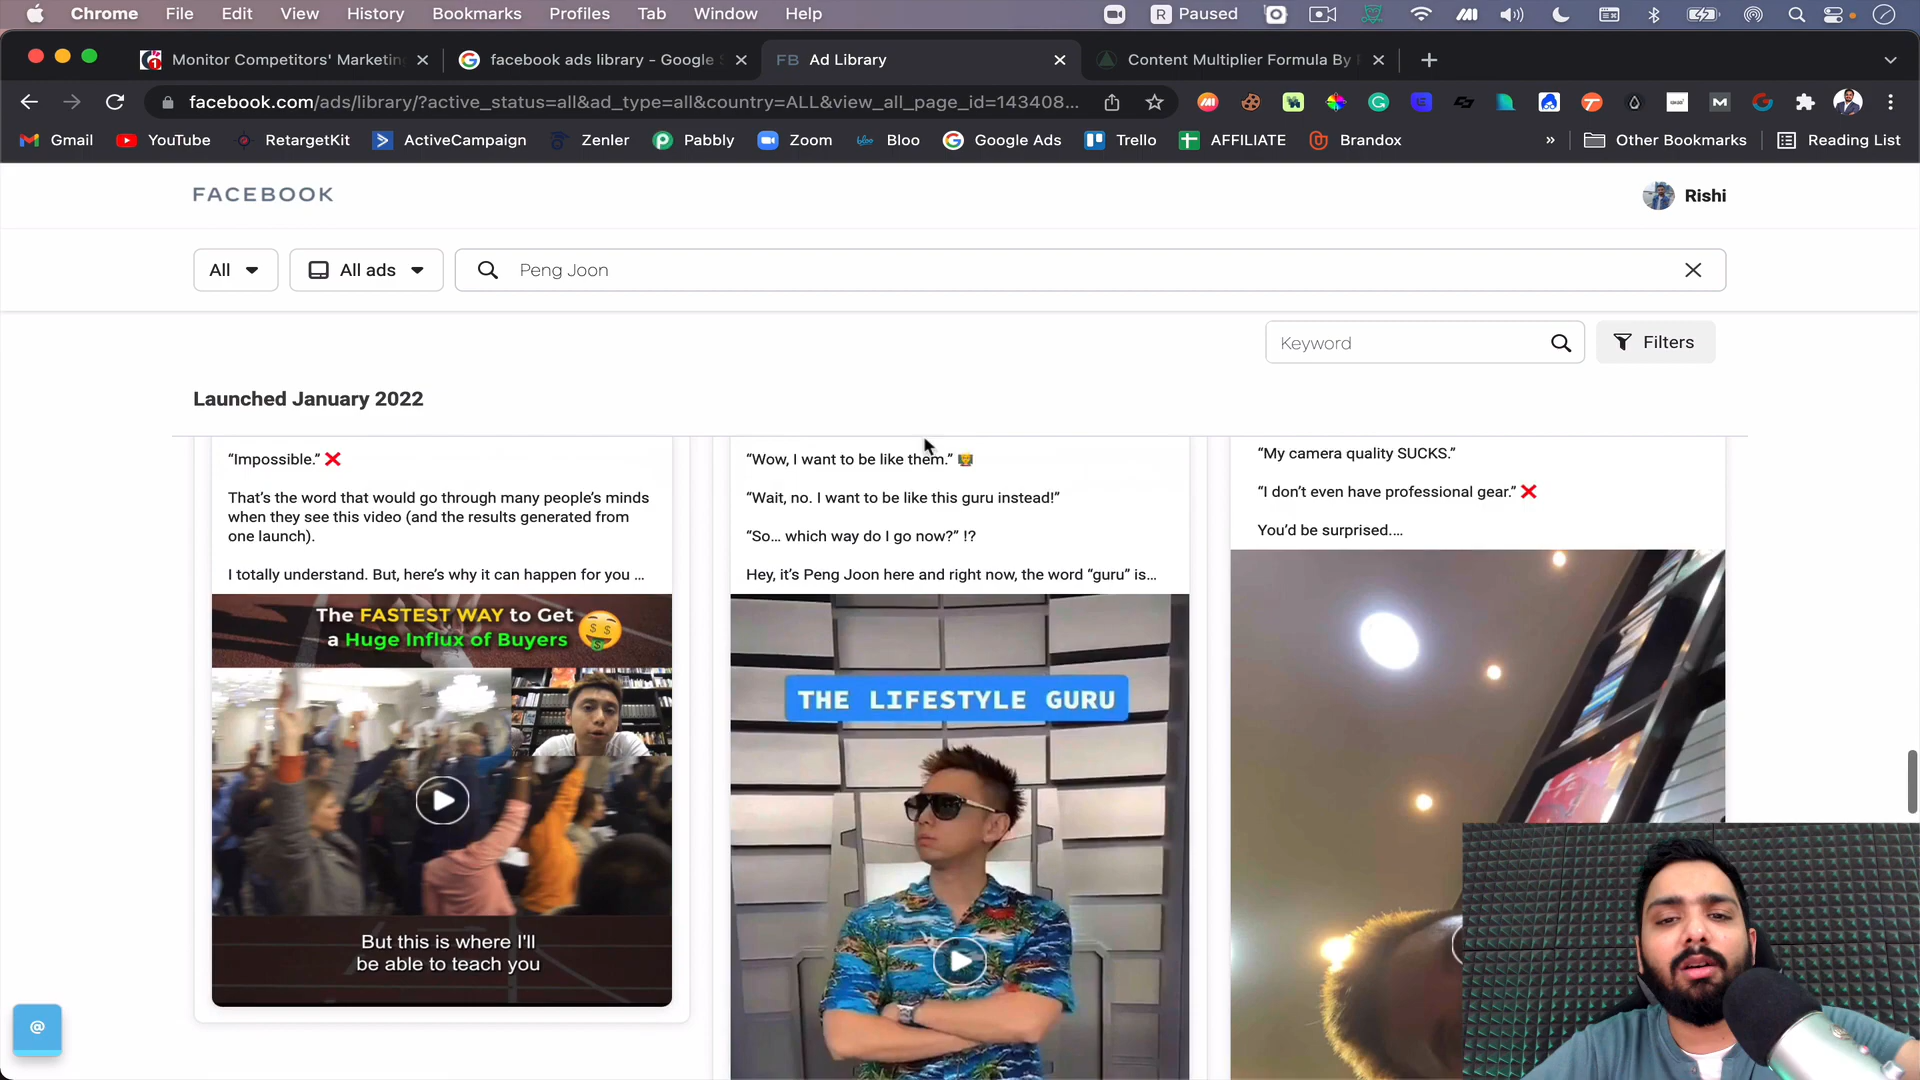 Chrome File Edit View History Bookmarks Profiles Tab Window Help
R Paused
Monitor Competitors' Marketing
facebook ads library - Google
FB Ad Library
Content Multiplier Formula By
facebook.com/ads/library/?active_status=all&ad_type=all&country=ALL&view_all_page_id=143408...
Gmail YouTube RetargetKit ActiveCampaign Zenler Pabbly Zoom Bloo Google Ads Trello AFFILIATE Brandox » Other Bookmarks Reading List
FACEBOOK
Rishi
All
All ads
Peng Joon
Keyword
Filters
Launched January 2022
“Impossible.” ❌
That’s the word that would go through many people’s minds
when they see this video (and the results generated from
one launch).
I totally understand. But, here’s why it can happen for you ...
The FASTEST WAY to Get
a Huge Influx of Buyers
But this is where I'll
be able to teach you
“Wow, I want to be like them.”
“Wait, no. I want to be like this guru instead!”
“So... which way do I go now?” !?
Hey, it’s Peng Joon here and right now, the word “guru” is...
THE LIFESTYLE GURU
“My camera quality SUCKS.”
“I don’t even have professional gear.” ❌
You’d be surprised....
@